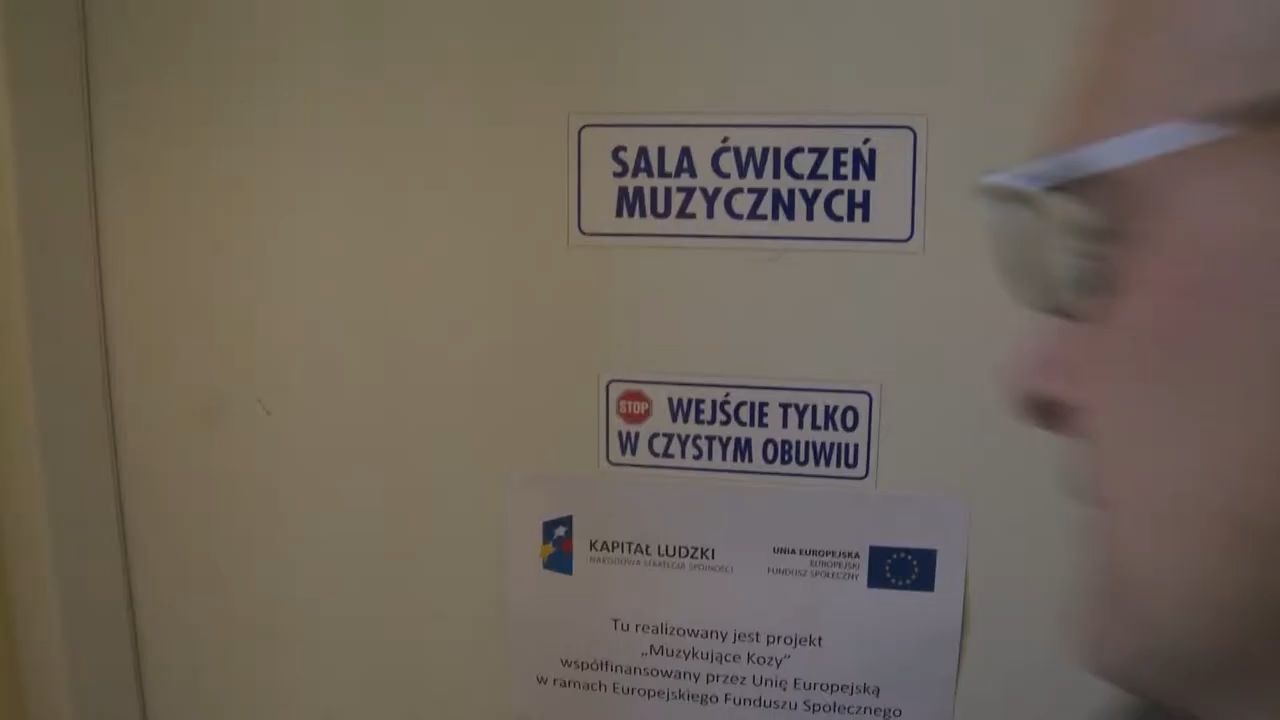 SALA ĆWICZEŃ
MUZYCZNYCH
STOP WEJŚCIE TYLKO
W CZYSTYM OBUWIU
KAPITAŁ LUDZKI
NARODOWA STRATEGIA SPÓJNOŚCI
UNIA EUROPEJSKA
EUROPEJSKI
FUNDUSZ SPOŁECZNY
Tu realizowany jest projekt
„Muzykujące Kozy”
współfinansowany przez Unię Europejską
w ramach Europejskiego Funduszu Społecznego